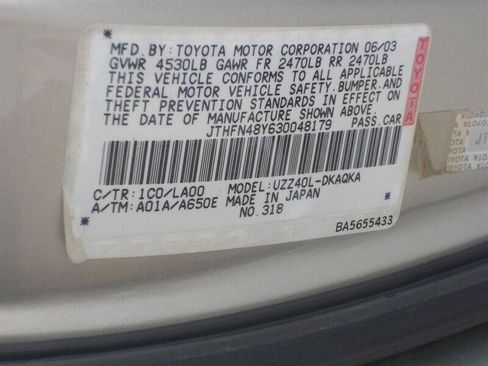 MFD.BY: TOYOTA MOTOR CORPORATION 06/03
GVWR 4530LB GAWR FR 2470LB RR 2470LB
THIS VEHICLE CONFORMS TO ALL APPLICABLE
FEDERAL MOTOR VEHICLE SAFETY,BUMPER,AND
THEFT PREVENTION STANDARDS IN EFFECT ON
THE DATE OF MANUFACTURE SHOWN ABOVE.
JTHFN48Y630048179 PASS.CAR
C/TR:1C0/LA00 MODEL:UZZ40L-DKAQKA
A/TM:A01A/A650E MADE IN JAPAN
NO.318
BA5655433
TOYOTA
JT